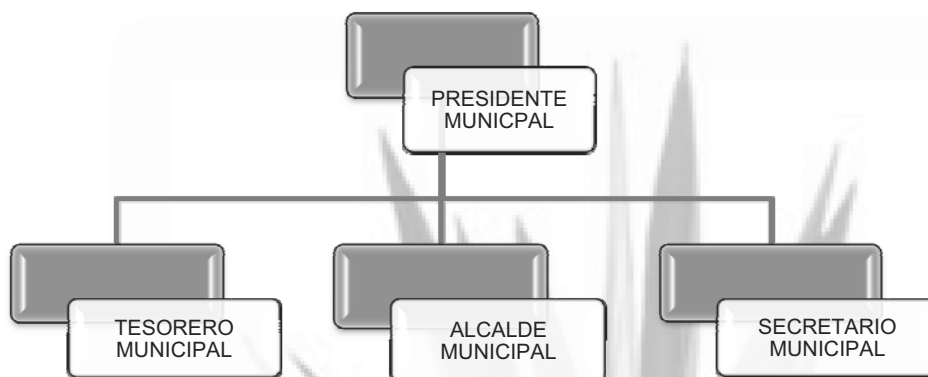 PRESIDENTE
MUNICPAL
TESORERO
MUNICIPAL
ALCALDE
MUNICIPAL
SECRETARIO
MUNICIPAL